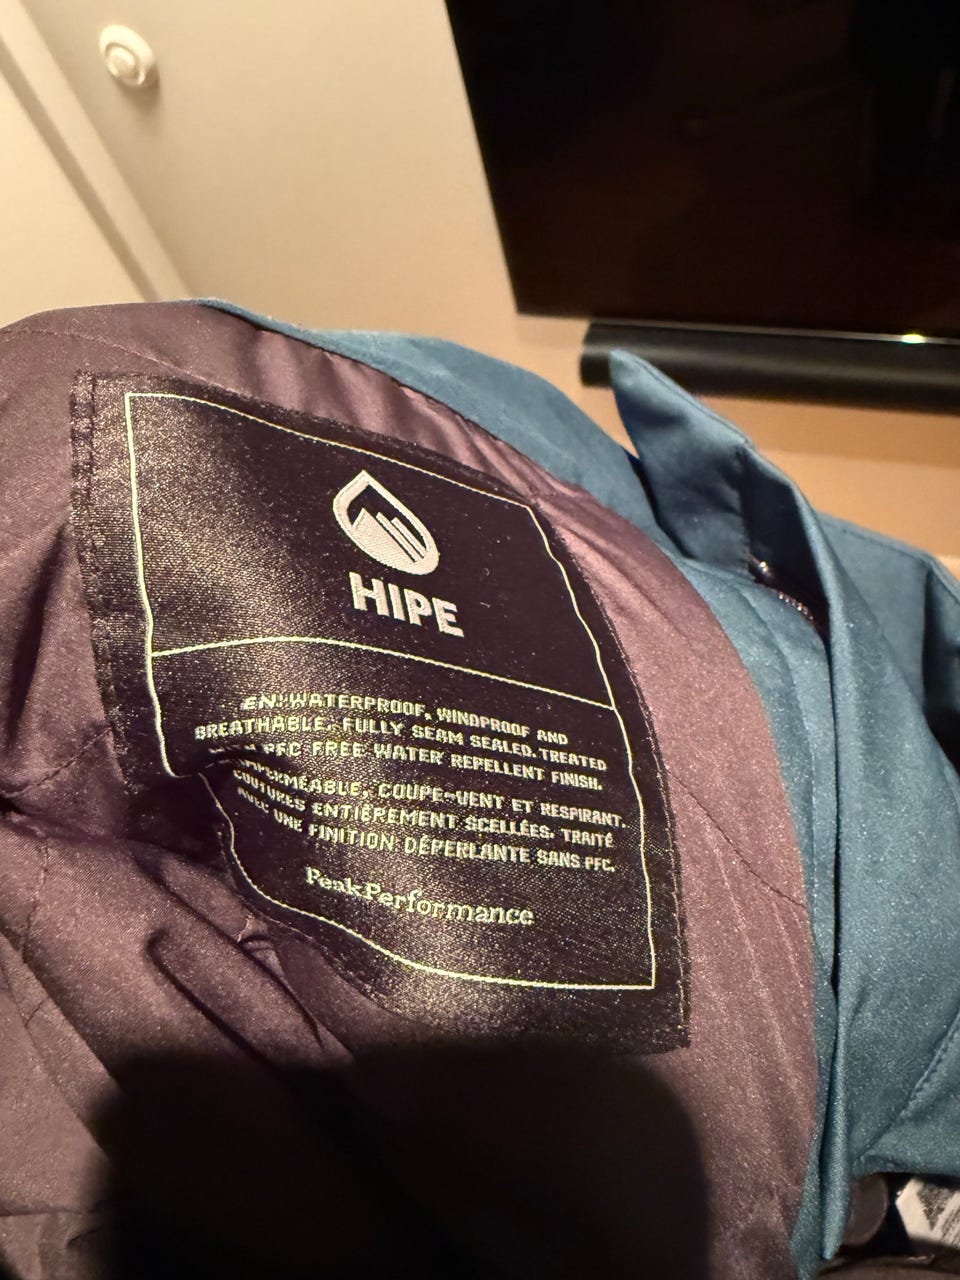 HIPE
EN: WATERPROOF, WINDPROOF AND
BREATHABLE. FULLY SEAM SEALED. TREATED
PFC FREE WATER REPELLENT FINISH.
IMPERMÉABLE, COUPE-VENT ET RESPIRANT.
COUTURES ENTIÈREMENT SCELLÉES. TRAITÉ
AVEC UNE FINITION DÉPERLANTE SANS PFC.
PeakPerformance